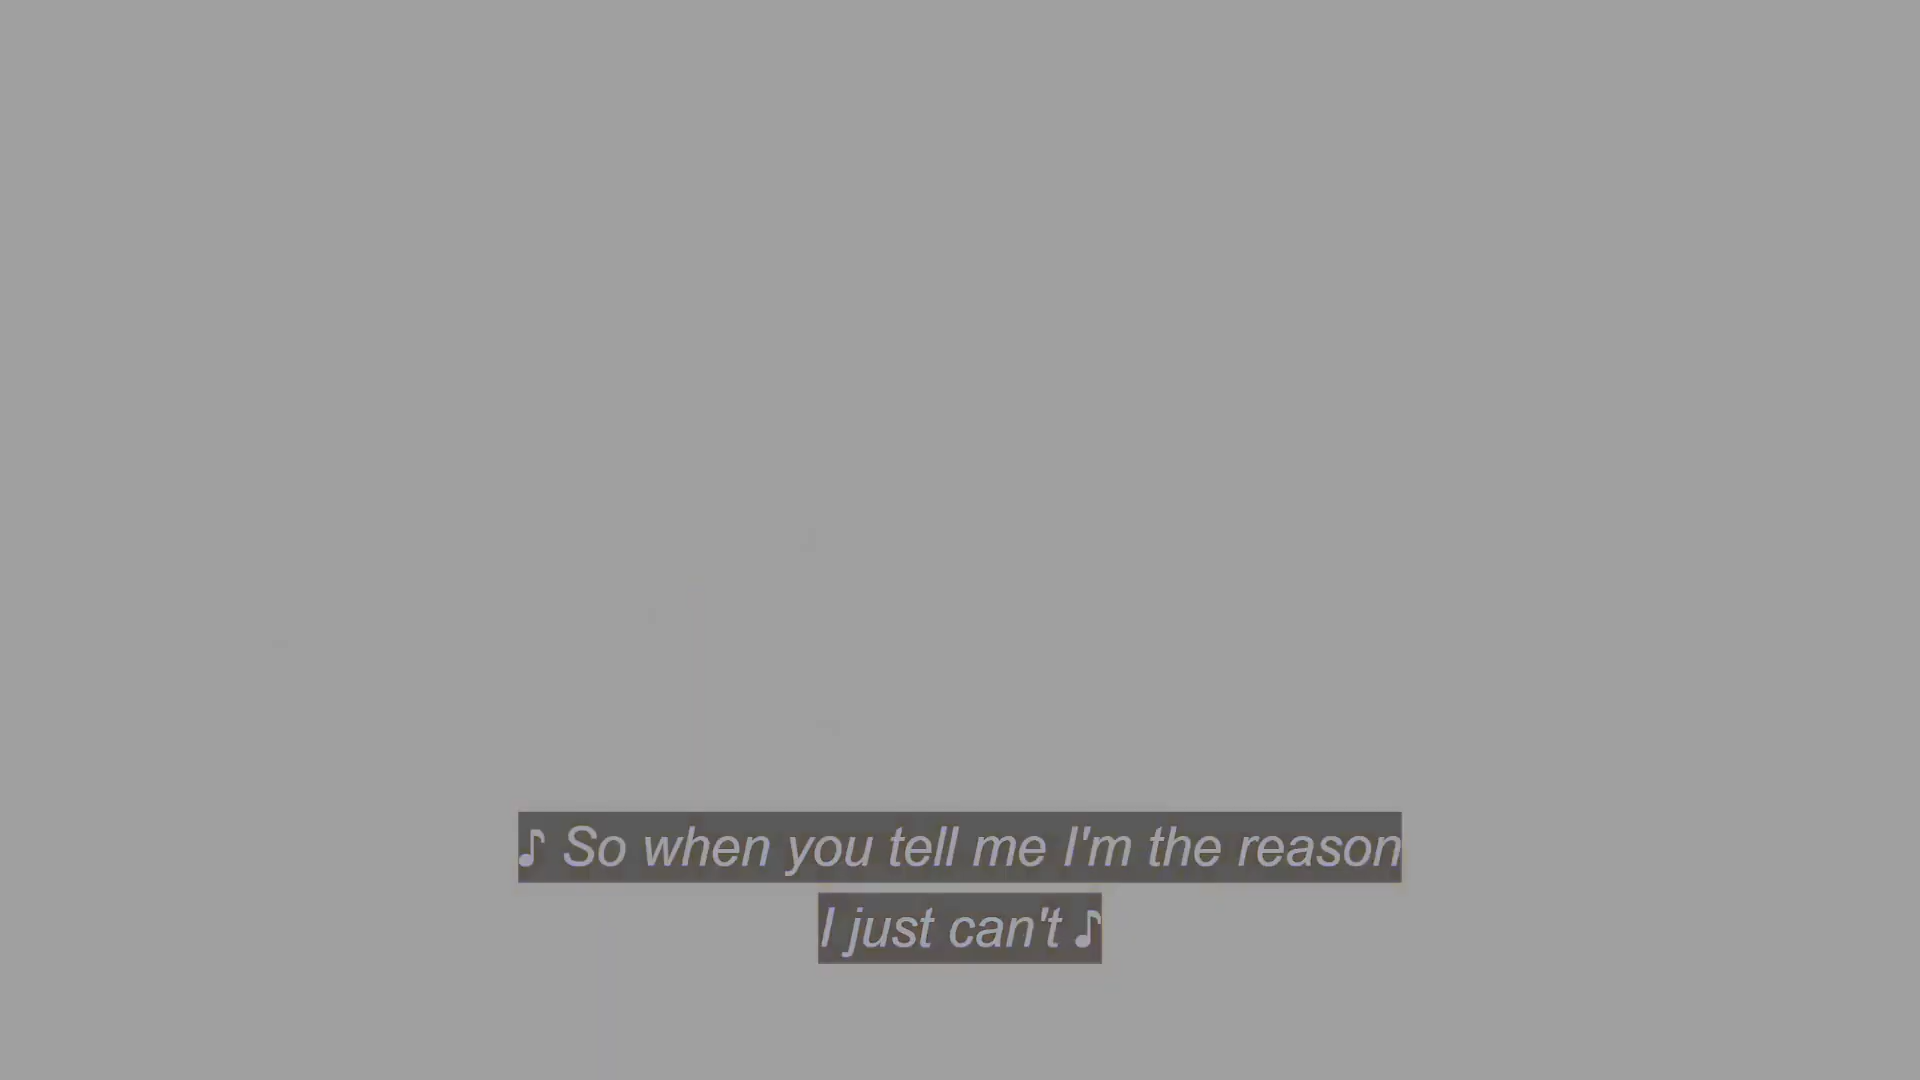 ♪ So when you tell me I'm the reason
I just can't ♪